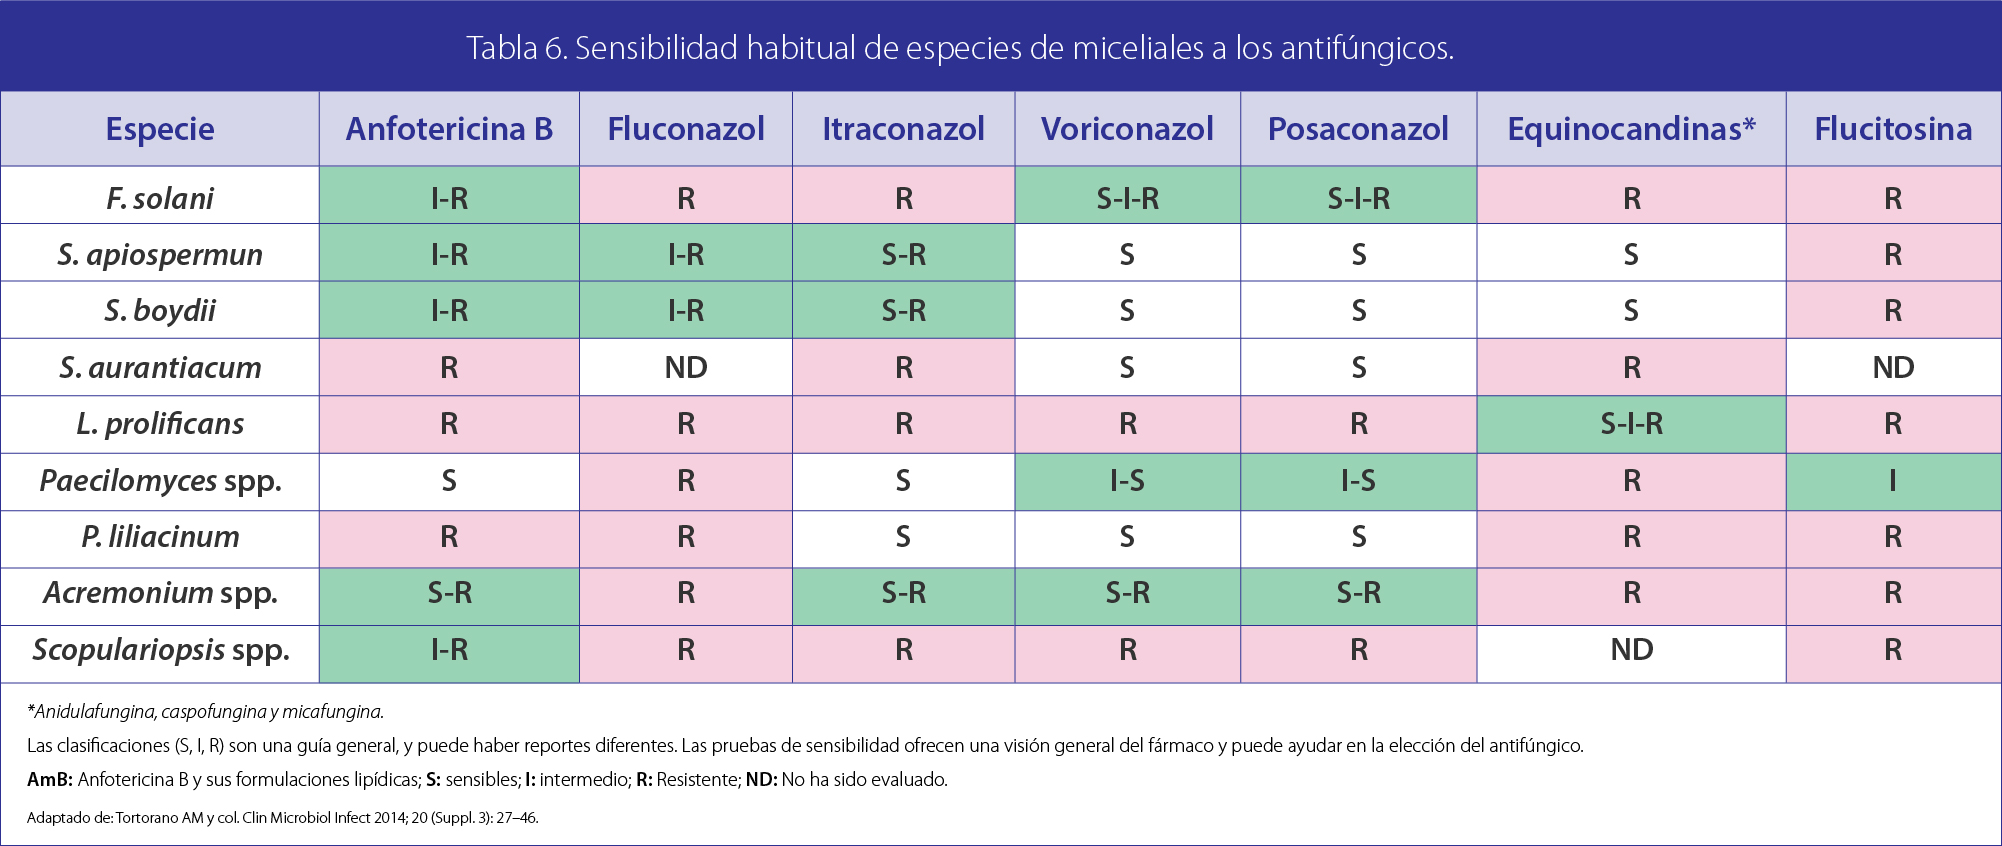 Tabla 6. Sensibilidad habitual de especies de miceliales a los antifúngicos.
Especie Anfotericina B Fluconazol Itraconazol Voriconazol Posaconazol Equinocandinas* Flucitosina
F. solani I-R R R S-I-R S-I-R R R
S. apiospermun I-R I-R S-R S S S R
S. boydii I-R I-R S-R S S S R
S. aurantiacum R ND R S S R ND
L. prolificans R R R R R S-I-R R
Paecilomyces spp. S R S I-S I-S R I
P. liliacinum R R S S S R R
Acremonium spp. S-R R S-R S-R S-R R R
Scopulariopsis spp. I-R R R R R ND R
*Anidulafungina, caspofungina y micafungina.
Las clasificaciones (S, I, R) son una guía general, y puede haber reportes diferentes. Las pruebas de sensibilidad ofrecen una visión general del fármaco y puede ayudar en la elección del antifúngico.
AmB: Anfotericina B y sus formulaciones lipídicas; S: sensibles; I: intermedio; R: Resistente; ND: No ha sido evaluado.
Adaptado de: Tortorano AM y col. Clin Microbiol Infect 2014; 20 (Suppl. 3): 27–46.